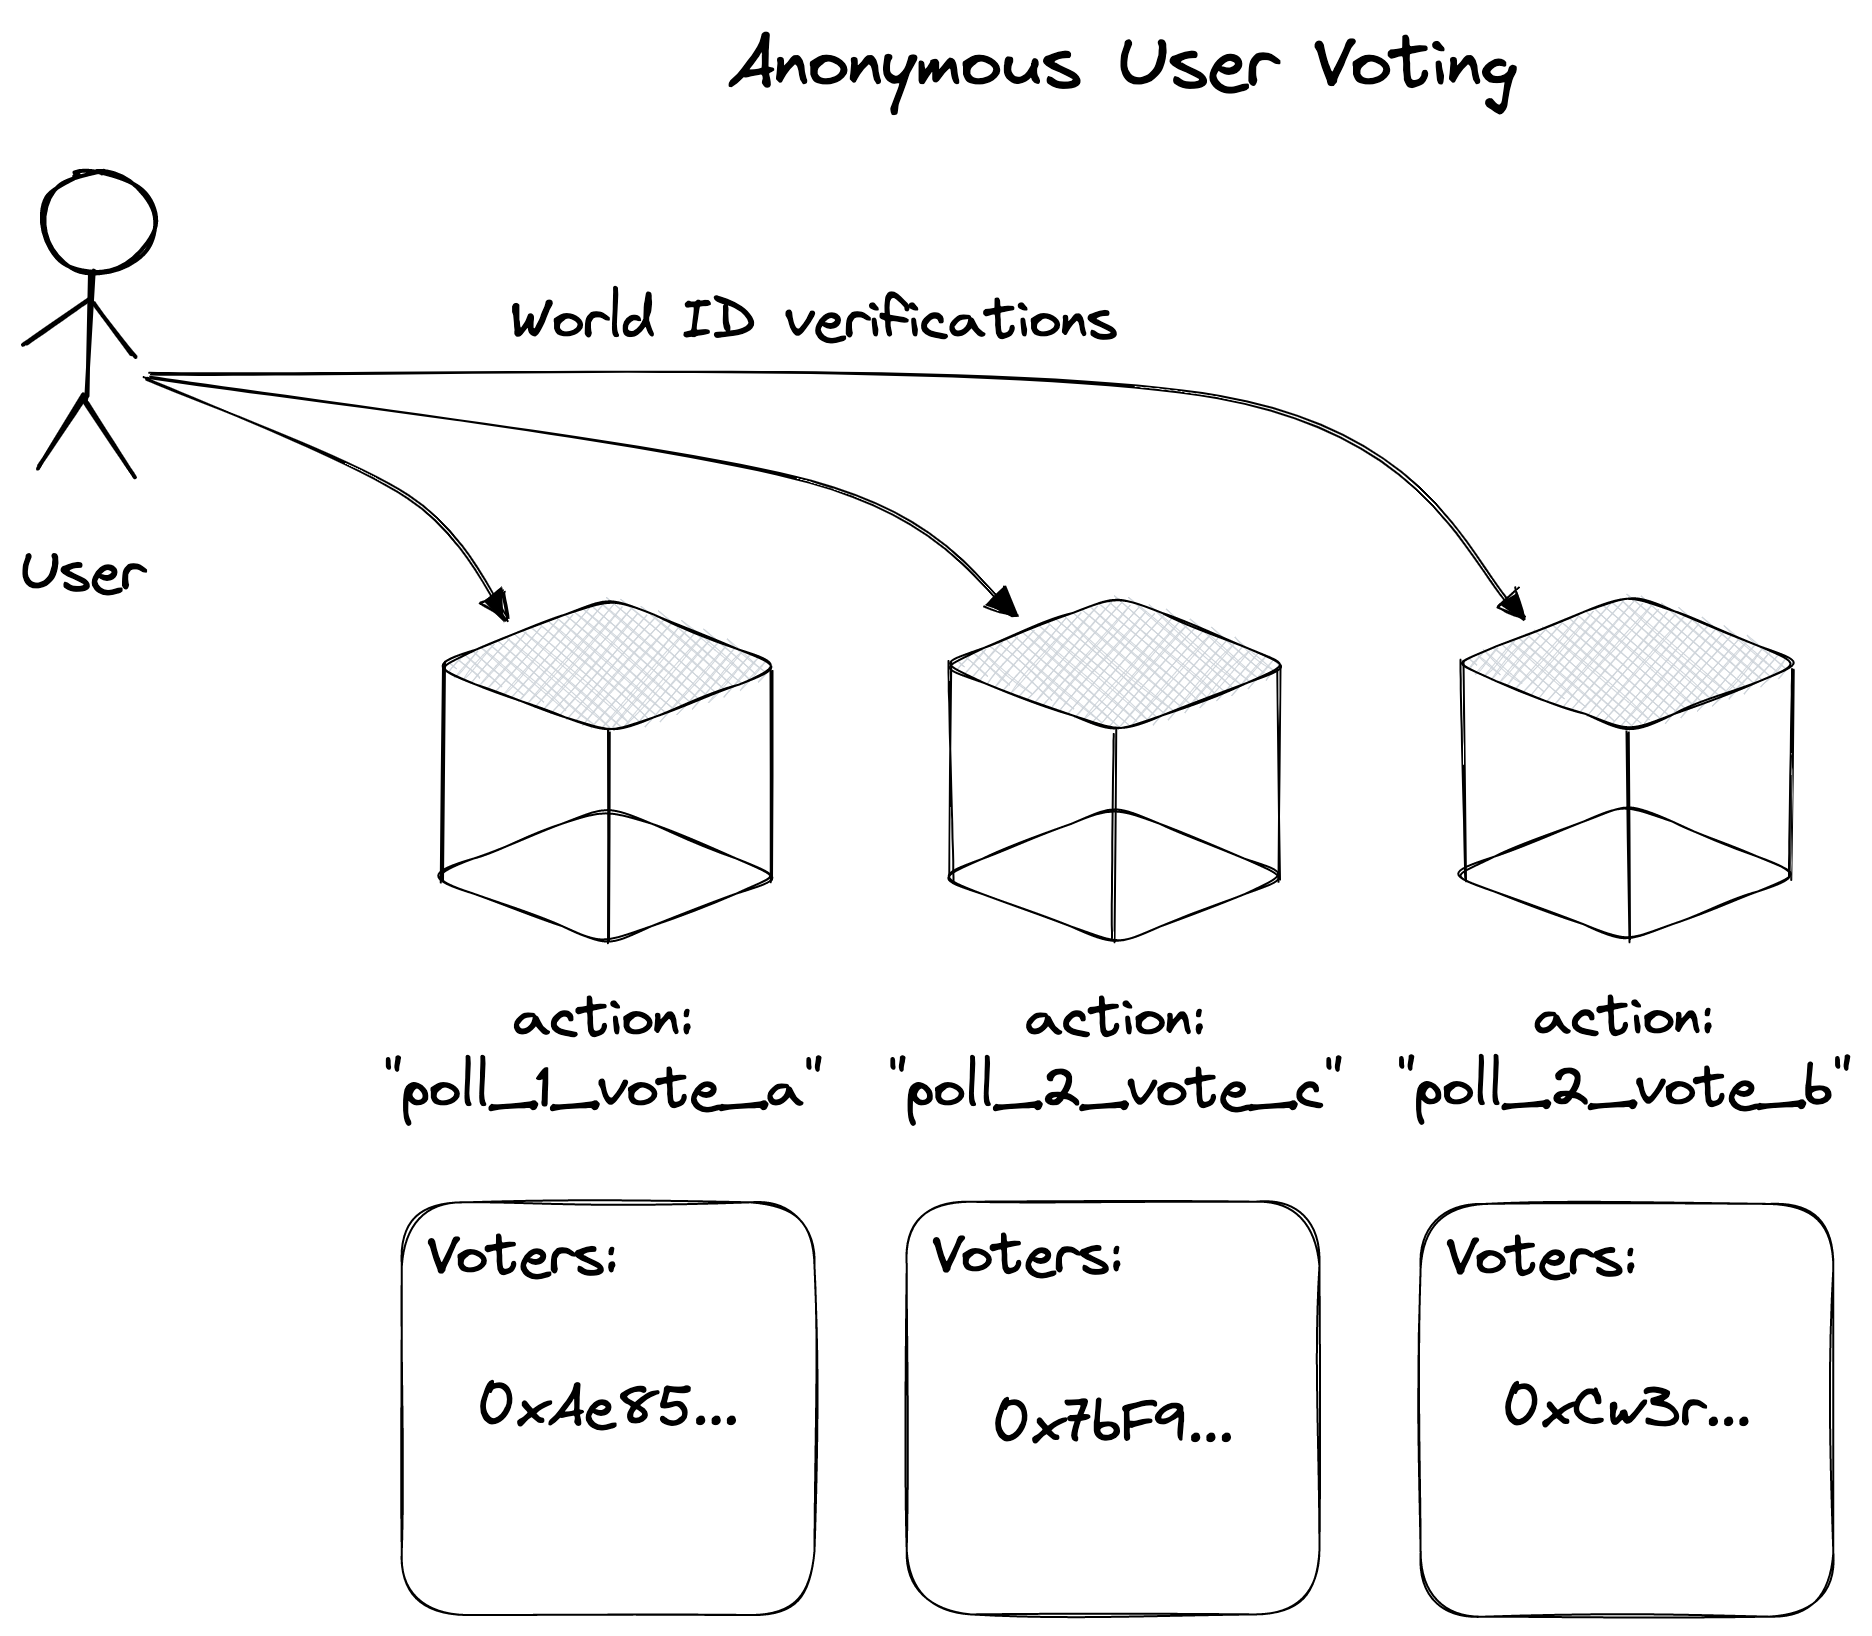 Anonymous User Voting
World ID verifications
User
action:
"poll_1_vote_a"
action:
"poll_2_vote_c"
action:
"poll_2_vote_b"
Voters:
0xAe85...
Voters:
0x7bF9...
Voters:
0xCw3r...